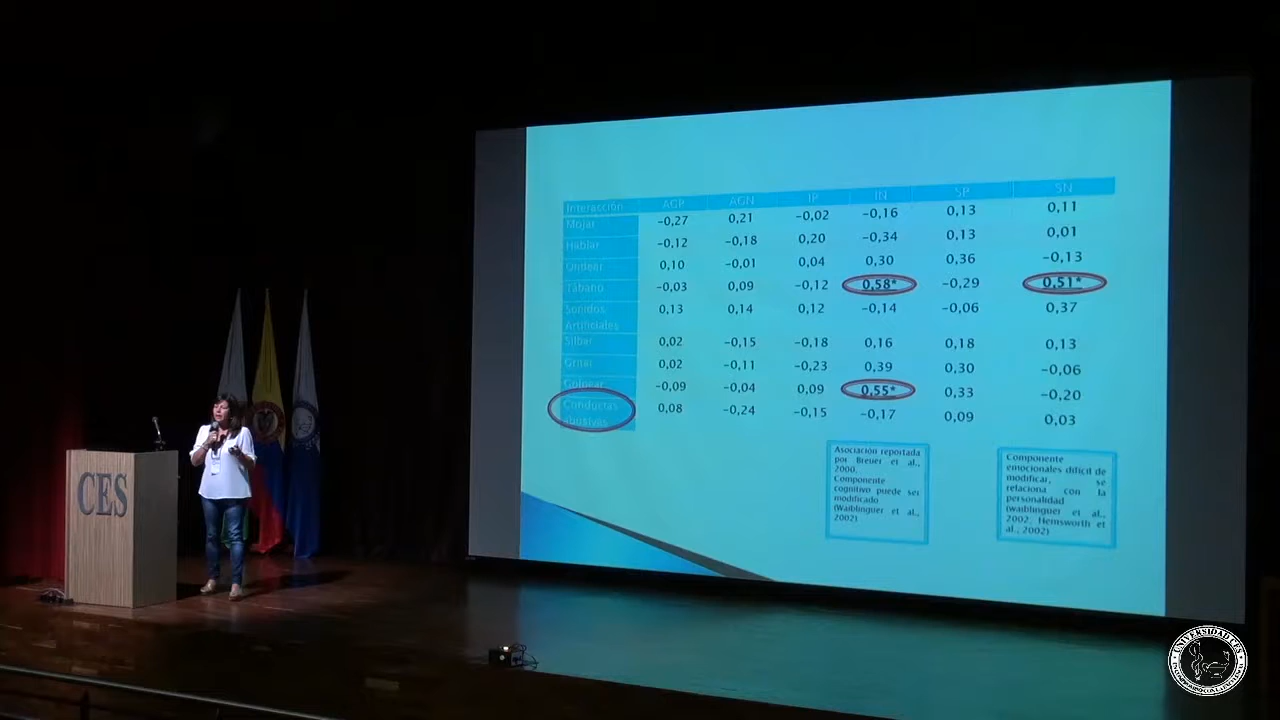 Interacción AGP AGN IP IN SP SN
Mojar −0,27 0,21 −0,02 −0,16 0,13 0,11
Hablar −0,12 −0,18 0,20 −0,34 0,13 0,01
Ondear 0,10 −0,01 0,04 0,30 0,36 −0,13
Tábano −0,03 0,09 −0,12 0,58* −0,29 0,51*
Sonidos 0,13 0,14 0,12 −0,14 −0,06 0,37
Artificiales
Silbar 0,02 −0,15 −0,18 0,16 0,18 0,13
Gritar 0,02 −0,11 −0,23 0,39 0,30 −0,06
Golpear −0,09 −0,04 0,09 0,55* 0,33 −0,20
Conductas 0,08 −0,24 −0,15 −0,17 0,09 0,03
abusivas
Asociación reportada
por Breuer et al.,
2000.
Componente
cognitivo puede ser
modificado
(Waiblinguer et al.,
2002)
Componente
emocionales difícil de
modificar, se
relaciona con la
personalidad
(waiblinguer et al.,
2002, Hemsworth et
al., 2002)
CES
UNIVERSIDAD CES